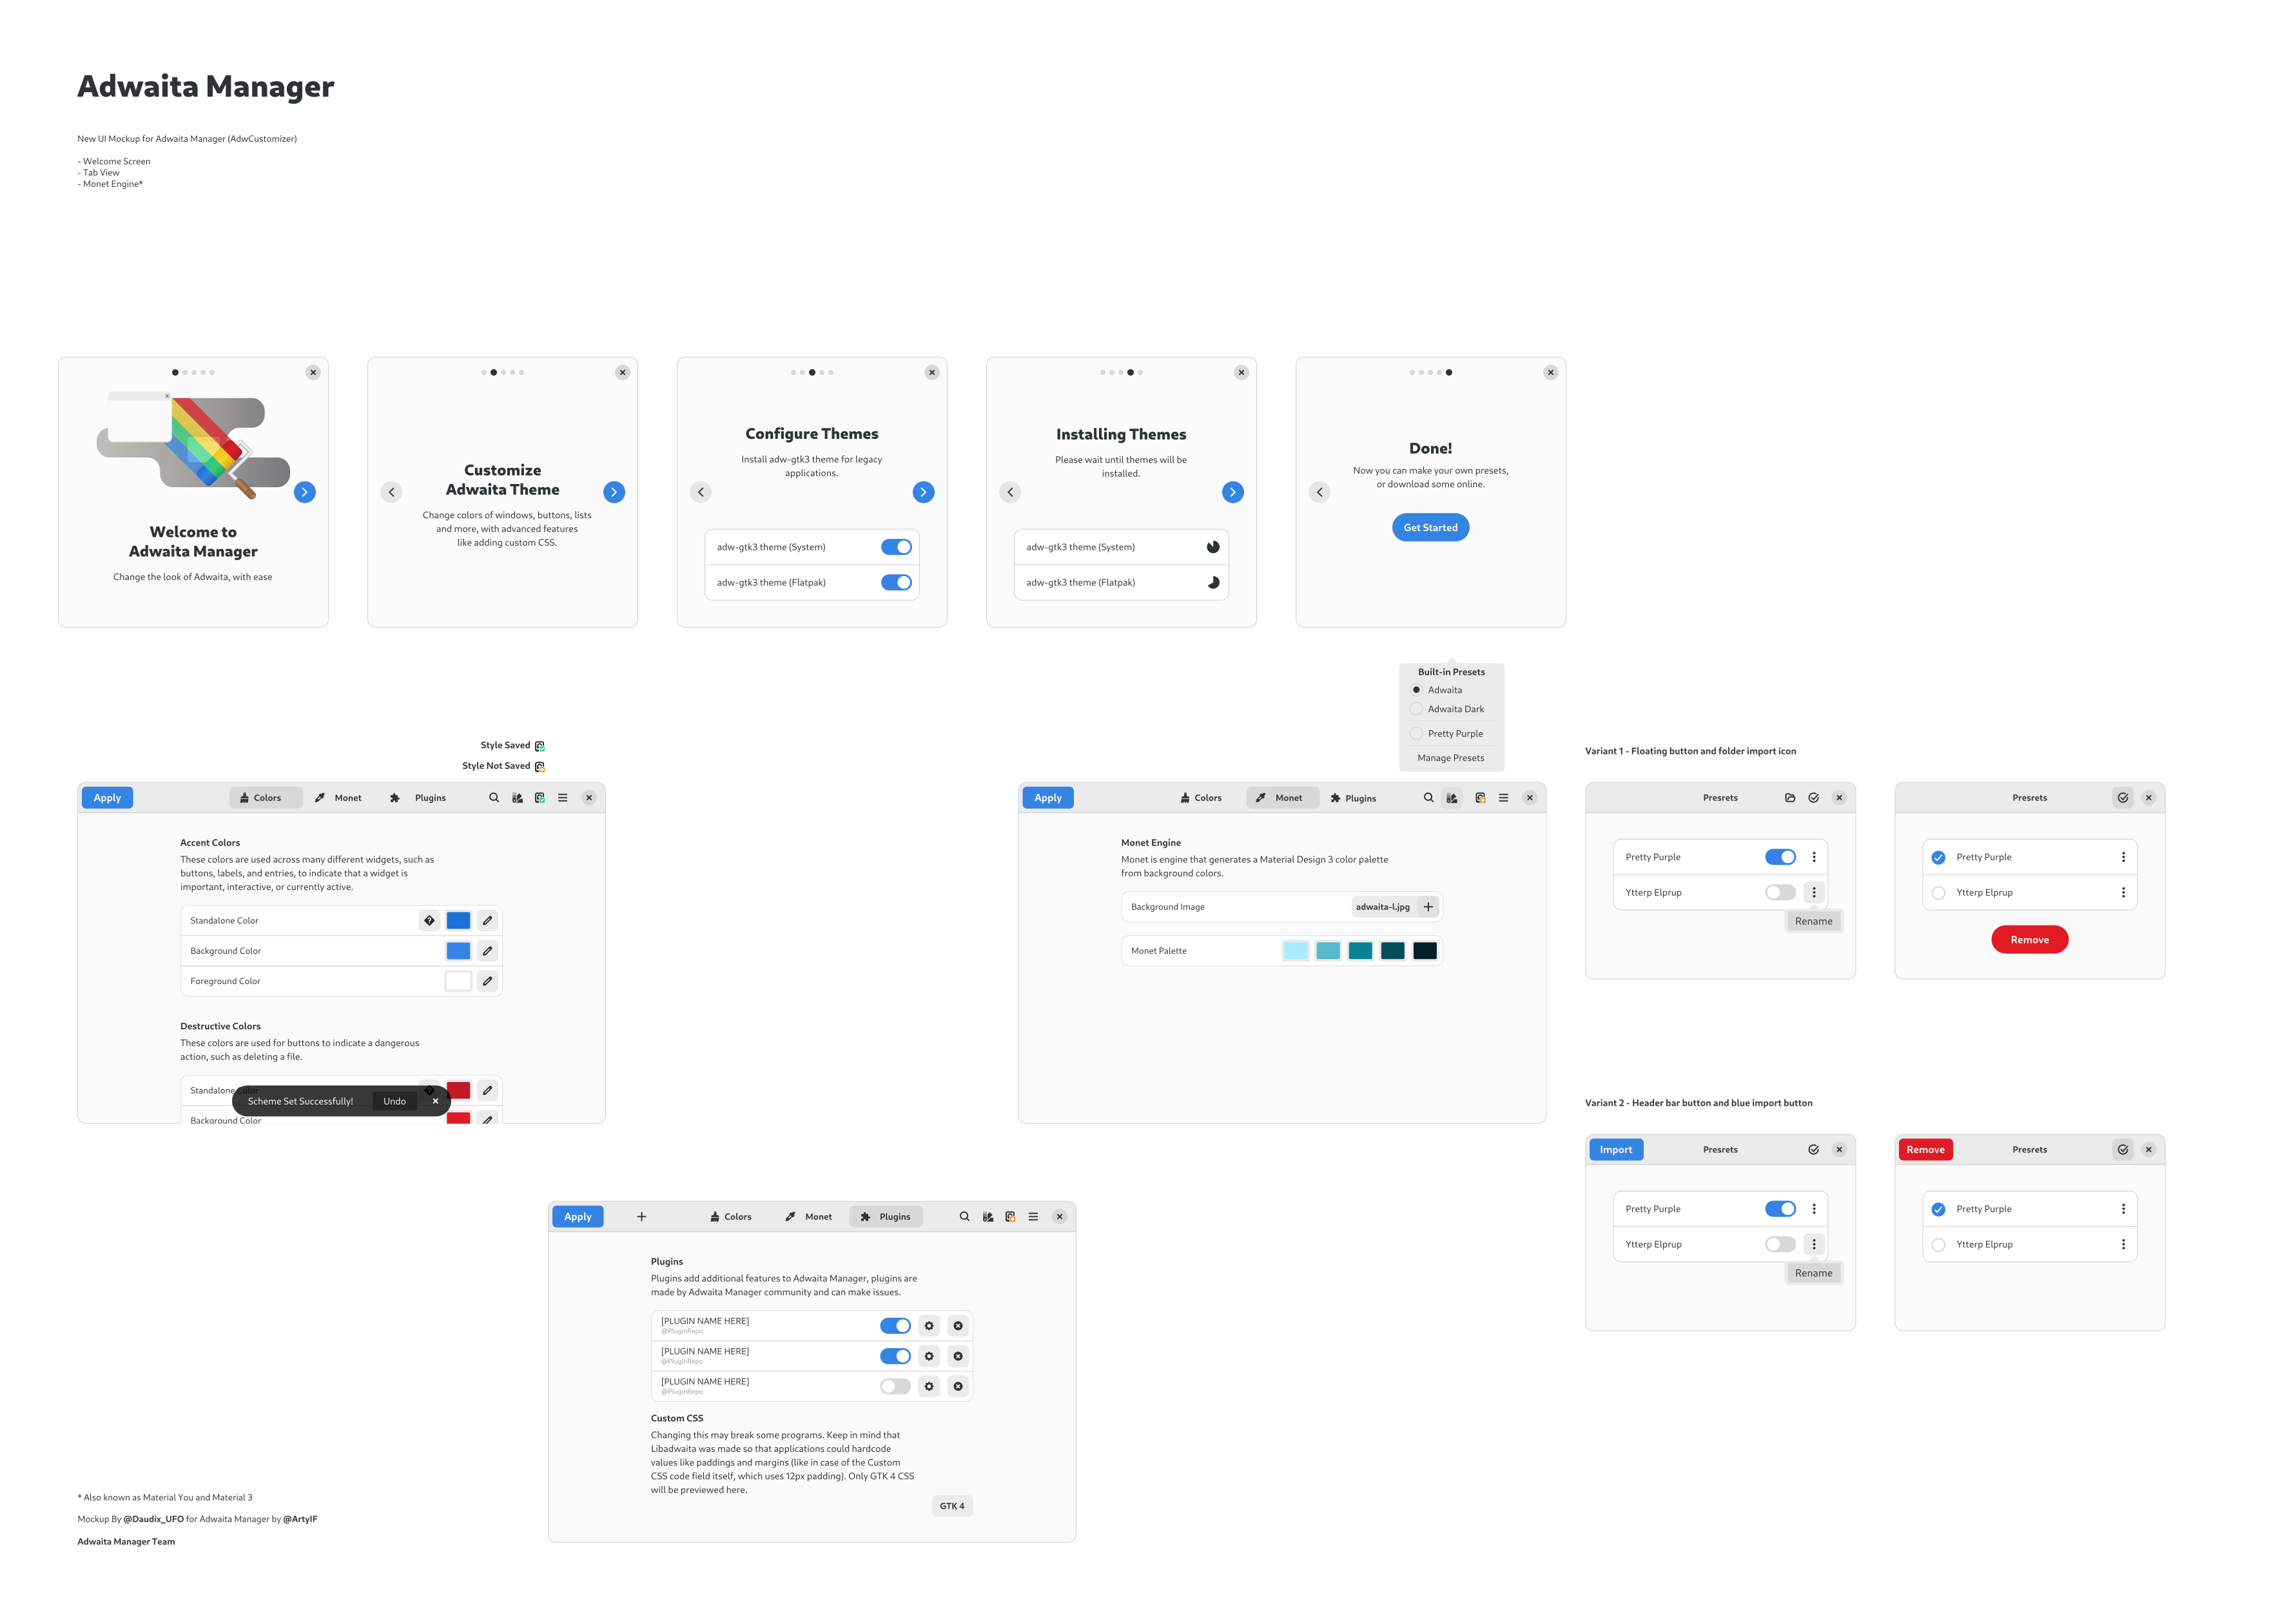 Adwaita Manager
New UI Mockup for Adwaita Manager (AdwCustomizer)
- Welcome Screen
- Tab View
- Monet Engine*
Welcome to
Adwaita Manager
Change the look of Adwaita, with ease
Customize
Adwaita Theme
Change colors of windows, buttons, lists
and more, with advanced features
like adding custom CSS.
Configure Themes
Install adw-gtk3 theme for legacy
applications.
adw-gtk3 theme (System)
adw-gtk3 theme (Flatpak)
Installing Themes
Please wait until themes will be
installed.
adw-gtk3 theme (System)
adw-gtk3 theme (Flatpak)
Done!
Now you can make your own presets,
or download some online.
Get Started
Built-in Presets
Adwaita
Adwaita Dark
Pretty Purple
Manage Presets
Style Saved
Style Not Saved
Apply
Colors
Monet
Plugins
Accent Colors
These colors are used across many different widgets, such as
buttons, labels, and entries, to indicate that a widget is
important, interactive, or currently active.
Standalone Color
Background Color
Foreground Color
Destructive Colors
These colors are used for buttons to indicate a dangerous
action, such as deleting a file.
Standalone Color
Scheme Set Successfully!
Undo
Background Color
Apply
Colors
Monet
Plugins
Monet Engine
Monet is engine that generates a Material Design 3 color palette
from background colors.
Background Image
adwaita-l.jpg
Monet Palette
Variant 1 - Floating button and folder import icon
Presrets
Pretty Purple
Ytterp Elprup
Rename
Presrets
Pretty Purple
Ytterp Elprup
Remove
Variant 2 - Header bar button and blue import button
Import
Presrets
Pretty Purple
Ytterp Elprup
Rename
Remove
Presrets
Pretty Purple
Ytterp Elprup
Apply
Colors
Monet
Plugins
Plugins
Plugins add additional features to Adwaita Manager, plugins are
made by Adwaita Manager community and can make issues.
[PLUGIN NAME HERE]
@PluginRepo
[PLUGIN NAME HERE]
@PluginRepo
[PLUGIN NAME HERE]
@PluginRepo
Custom CSS
Changing this may break some programs. Keep in mind that
Libadwaita was made so that applications could hardcode
values like paddings and margins (like in case of the Custom
CSS code field itself, which uses 12px padding). Only GTK 4 CSS
will be previewed here.
GTK 4
* Also known as Material You and Material 3
Mockup By @Daudix_UFO for Adwaita Manager by @ArtyIF
Adwaita Manager Team